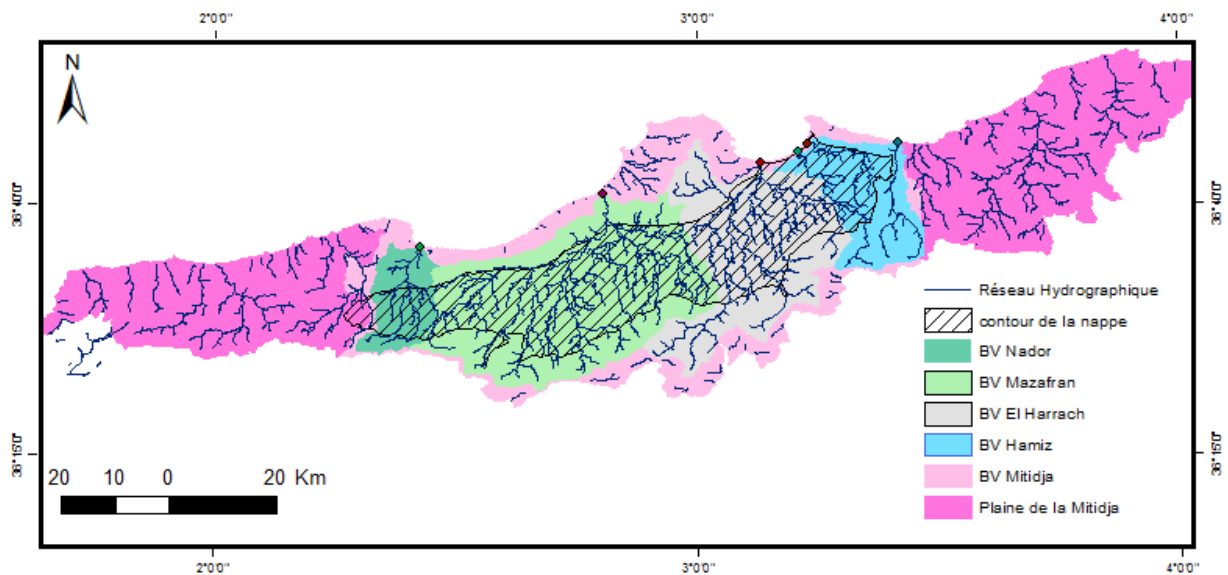 2°0'0"
3°0'0"
4°0'0"
N
36°40'0"
36°40'0"
Réseau Hydrographique
contour de la nappe
BV Nador
BV Mazafran
BV El Harrach
BV Hamiz
BV Mitidja
Plaine de la Mitidja
36°15'0"
36°15'0"
20 10 0 20 Km
2°0'0"
3°0'0"
4°0'0"